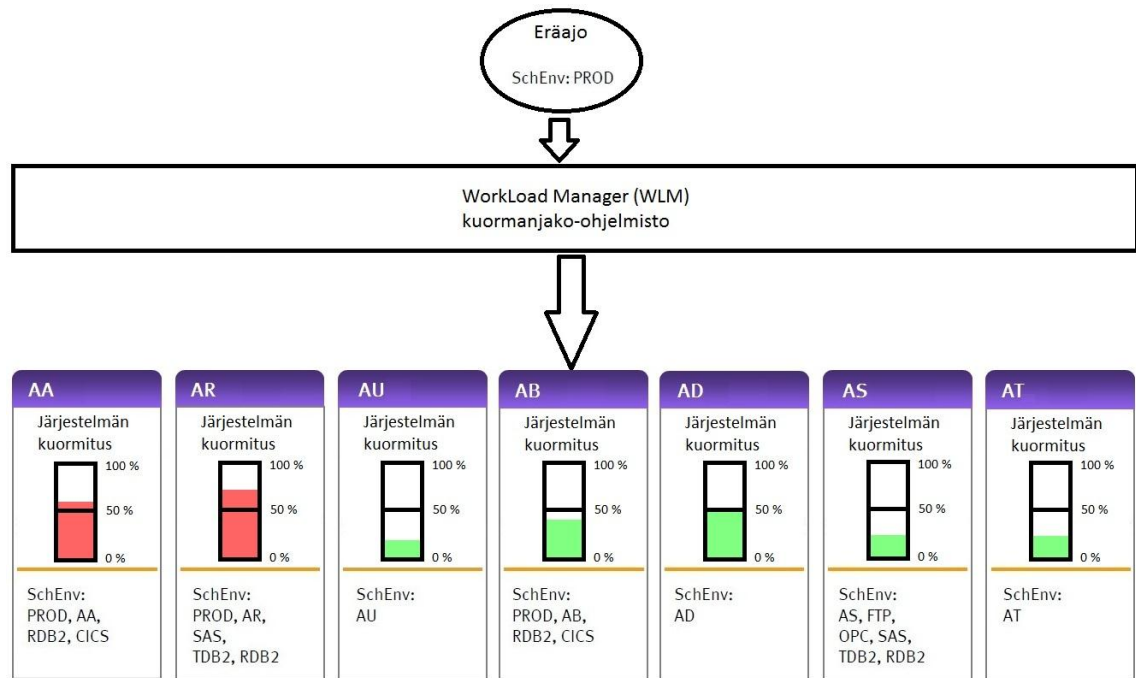 Eräajo
SchEnv: PROD
WorkLoad Manager (WLM)
kuormanjako-ohjelmisto
AA
Järjestelmän
kuormitus
100 %
50 %
0 %
SchEnv:
PROD, AA,
RDB2, CICS
AR
Järjestelmän
kuormitus
100 %
50 %
0 %
SchEnv:
PROD, AR,
SAS,
TDB2, RDB2
AU
Järjestelmän
kuormitus
100 %
50 %
0 %
SchEnv:
AU
AB
Järjestelmän
kuormitus
100 %
50 %
0 %
SchEnv:
PROD, AB,
RDB2, CICS
AD
Järjestelmän
kuormitus
100 %
50 %
0 %
SchEnv:
AD
AS
Järjestelmän
kuormitus
100 %
50 %
0 %
SchEnv:
AS, FTP,
OPC, SAS,
TDB2, RDB2
AT
Järjestelmän
kuormitus
100 %
50 %
0 %
SchEnv:
AT